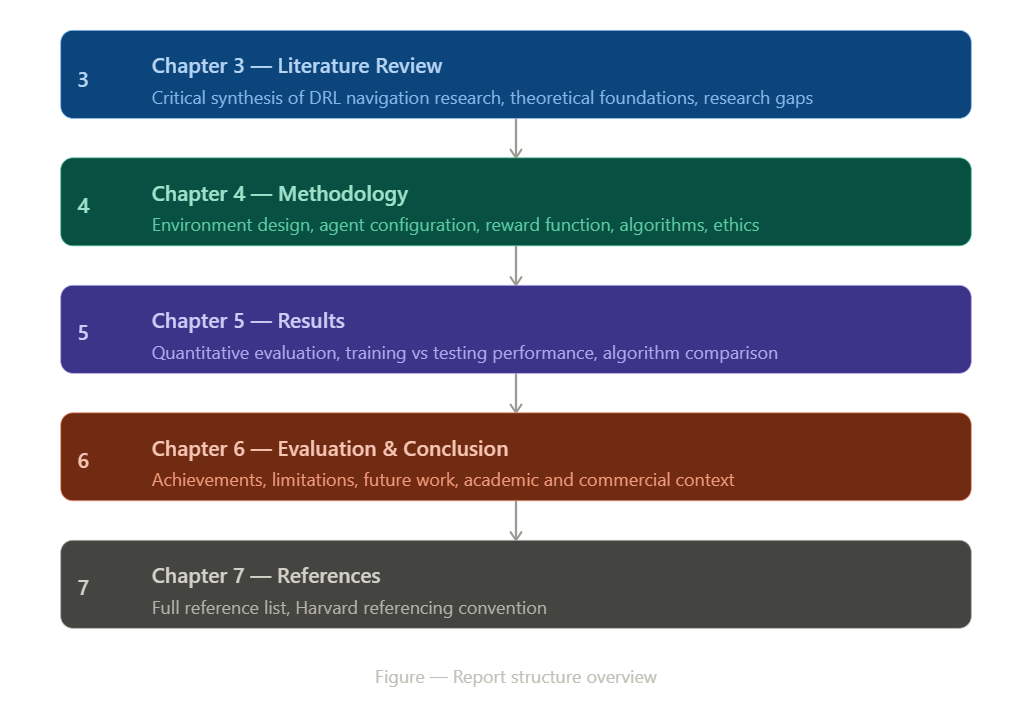 3
Chapter 3 — Literature Review
Critical synthesis of DRL navigation research, theoretical foundations, research gaps
4
Chapter 4 — Methodology
Environment design, agent configuration, reward function, algorithms, ethics
5
Chapter 5 — Results
Quantitative evaluation, training vs testing performance, algorithm comparison
6
Chapter 6 — Evaluation & Conclusion
Achievements, limitations, future work, academic and commercial context
7
Chapter 7 — References
Full reference list, Harvard referencing convention
Figure — Report structure overview